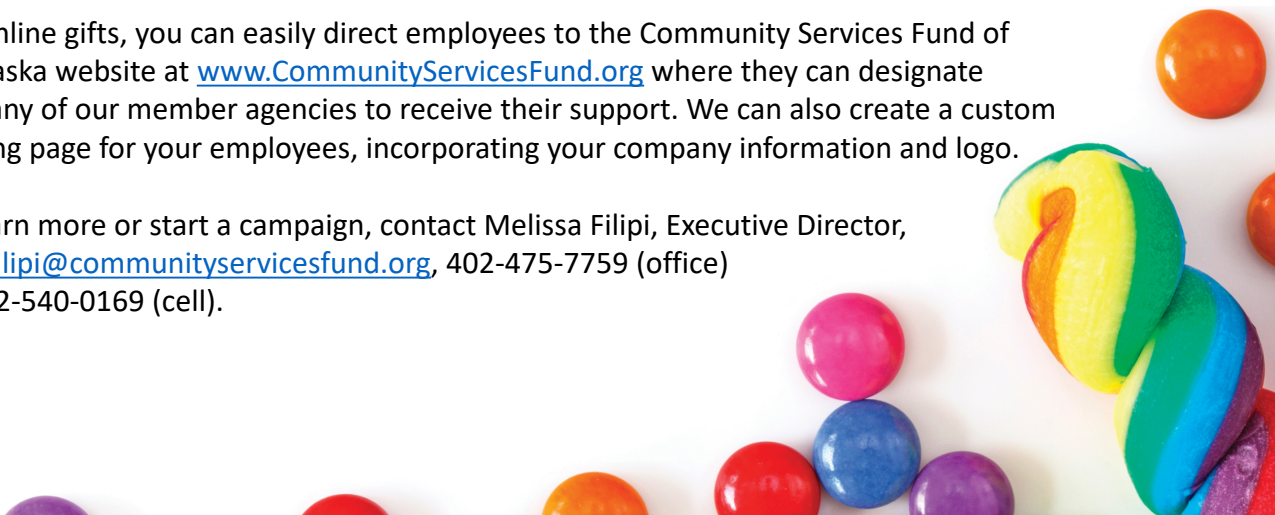 nline gifts, you can easily direct employees to the Community Services Fund of
aska website at www.CommunityServicesFund.org where they can designate
any of our member agencies to receive their support. We can also create a custom
ng page for your employees, incorporating your company information and logo.
arn more or start a campaign, contact Melissa Filipi, Executive Director,
ilipi@communityservicesfund.org, 402-475-7759 (office)
2-540-0169 (cell).